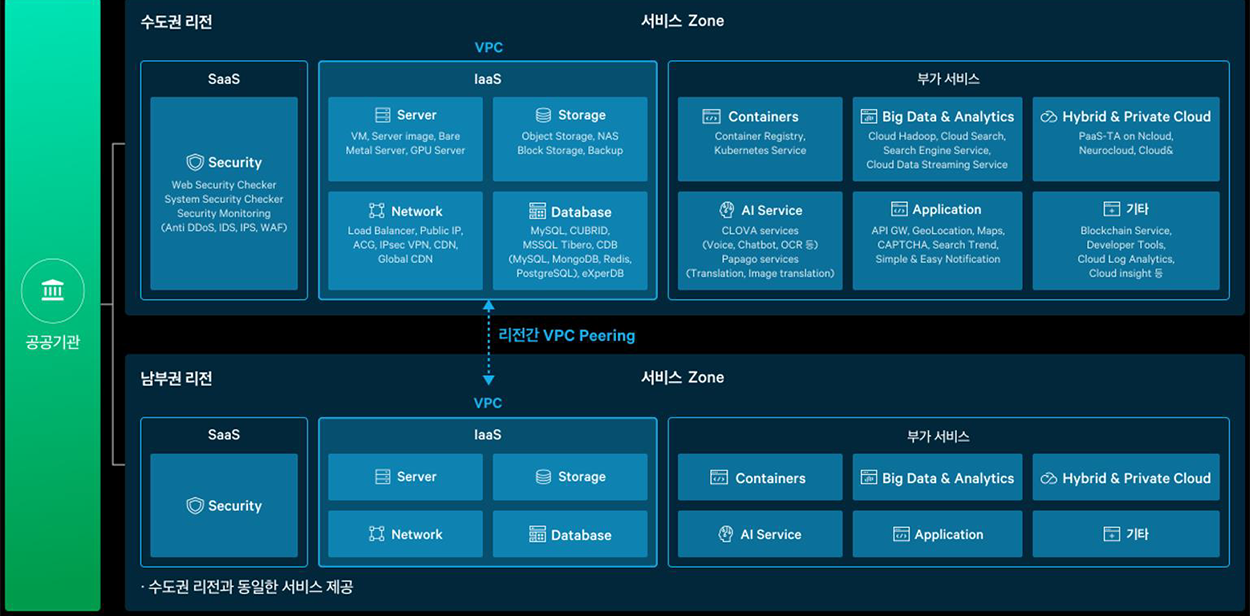 공공기관
수도권 리전
서비스 Zone
VPC
SaaS
Security
Web Security Checker
System Security Checker
Security Monitoring
(Anti DDoS, IDS, IPS, WAF)
IaaS
Server
VM, Server image, Bare
Metal Server, GPU Server
Storage
Object Storage, NAS
Block Storage, Backup
Network
Load Balancer, Public IP,
ACG, IPsec VPN, CDN,
Global CDN
Database
MySQL, CUBRID,
MSSQL Tibero, CDB
(MySQL, MongoDB, Redis,
PostgreSQL), eXperDB
부가 서비스
Containers
Container Registry,
Kubernetes Service
Big Data & Analytics
Cloud Hadoop, Cloud Search,
Search Engine Service,
Cloud Data Streaming Service
Hybrid & Private Cloud
PaaS-TA on Ncloud,
Neurocloud, Cloud&
AI Service
CLOVA services
(Voice, Chatbot, OCR 등)
Papago services
(Translation, Image translation)
Application
API GW, GeoLocation, Maps,
CAPTCHA, Search Trend,
Simple & Easy Notification
기타
Blockchain Service,
Developer Tools,
Cloud Log Analytics,
Cloud insight 등
리전간 VPC Peering
남부권 리전
서비스 Zone
VPC
SaaS
Security
IaaS
Server
Storage
Network
Database
부가 서비스
Containers
Big Data & Analytics
Hybrid & Private Cloud
AI Service
Application
기타
· 수도권 리전과 동일한 서비스 제공